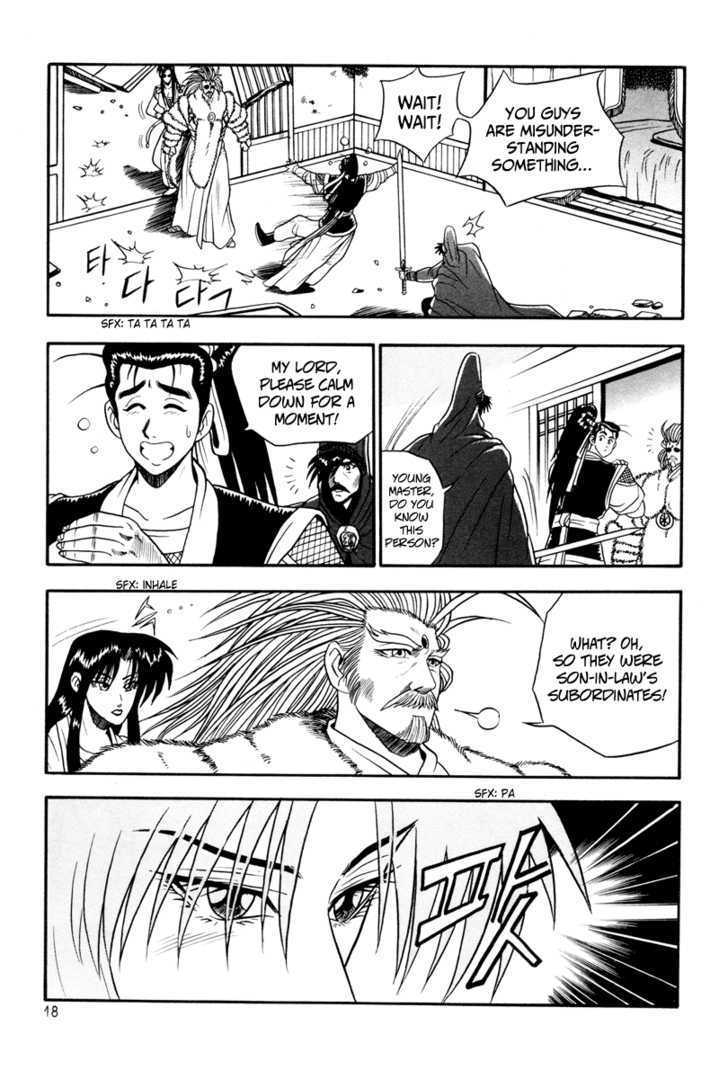 WAIT!
WAIT!
YOU GUYS
ARE MISUNDER-
STANDING
SOMETHING...
타
다
다
SFX: TA TA TA TA
MY LORD,
PLEASE CALM
DOWN FOR A
MOMENT!
YOUNG
MASTER,
DO YOU
KNOW
THIS
PERSON?
SFX: INHALE
WHAT? OH,
SO THEY WERE
SON-IN-LAW'S
SUBORDINATES!
SFX: PA
팟
18